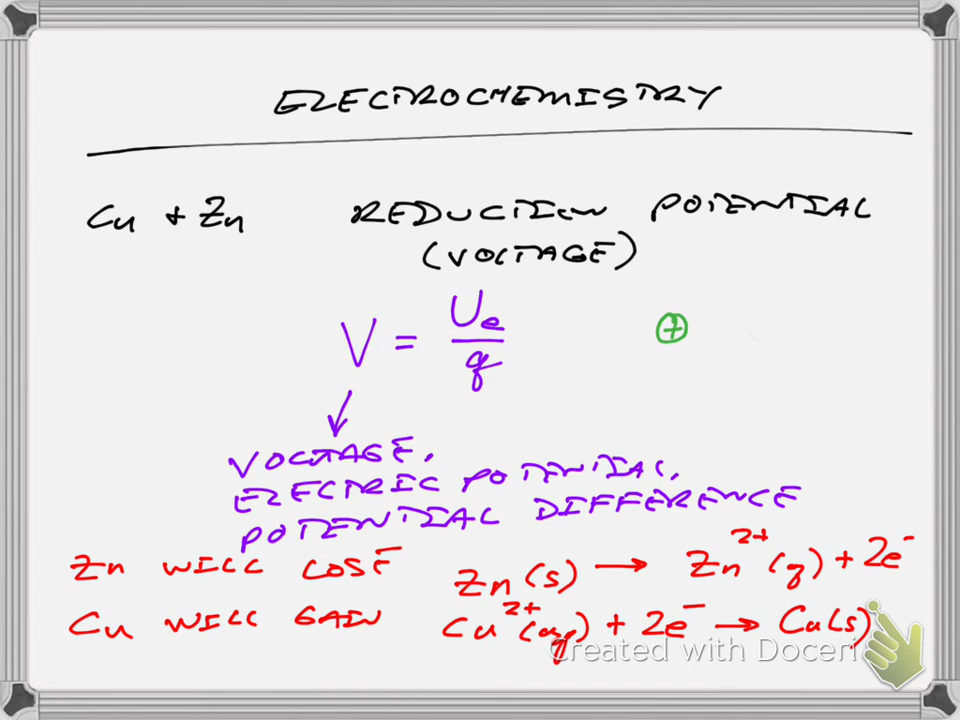 ELECTROCHEMISTRY
Cu + Zn REDUCTION POTENTIAL
(VOLTAGE)
V = Ue/q
⊕
VOLTAGE,
ELECTRIC POTENTIAL,
POTENTIAL DIFFERENCE
Zn WILL LOSE Zn(s) → Zn²⁺(q) + 2e⁻
Cu WILL GAIN Cu²⁺(aq) + 2e⁻ → Cu(s)
Created with Doceri